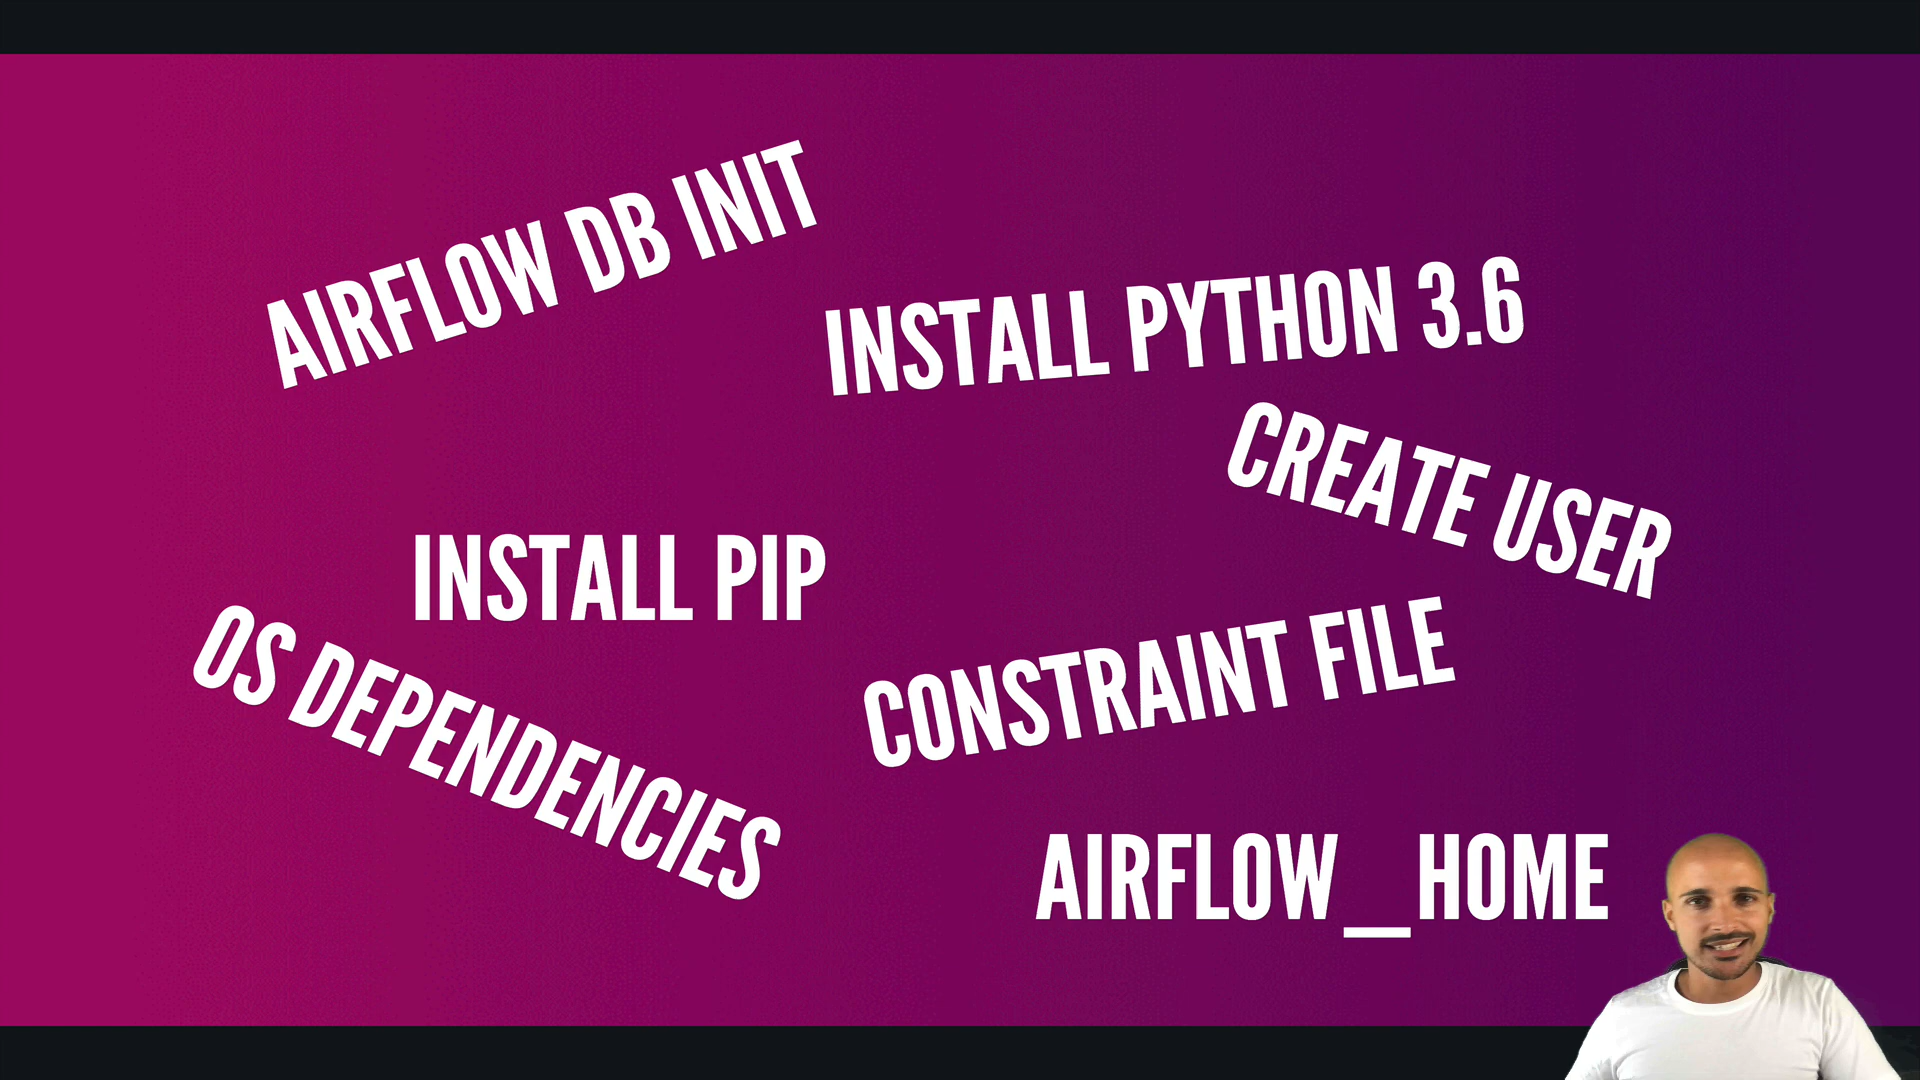 AIRFLOW DB INIT
INSTALL PYTHON 3.6
CREATE USER
INSTALL PIP
OS DEPENDENCIES
CONSTRAINT FILE
AIRFLOW_HOME